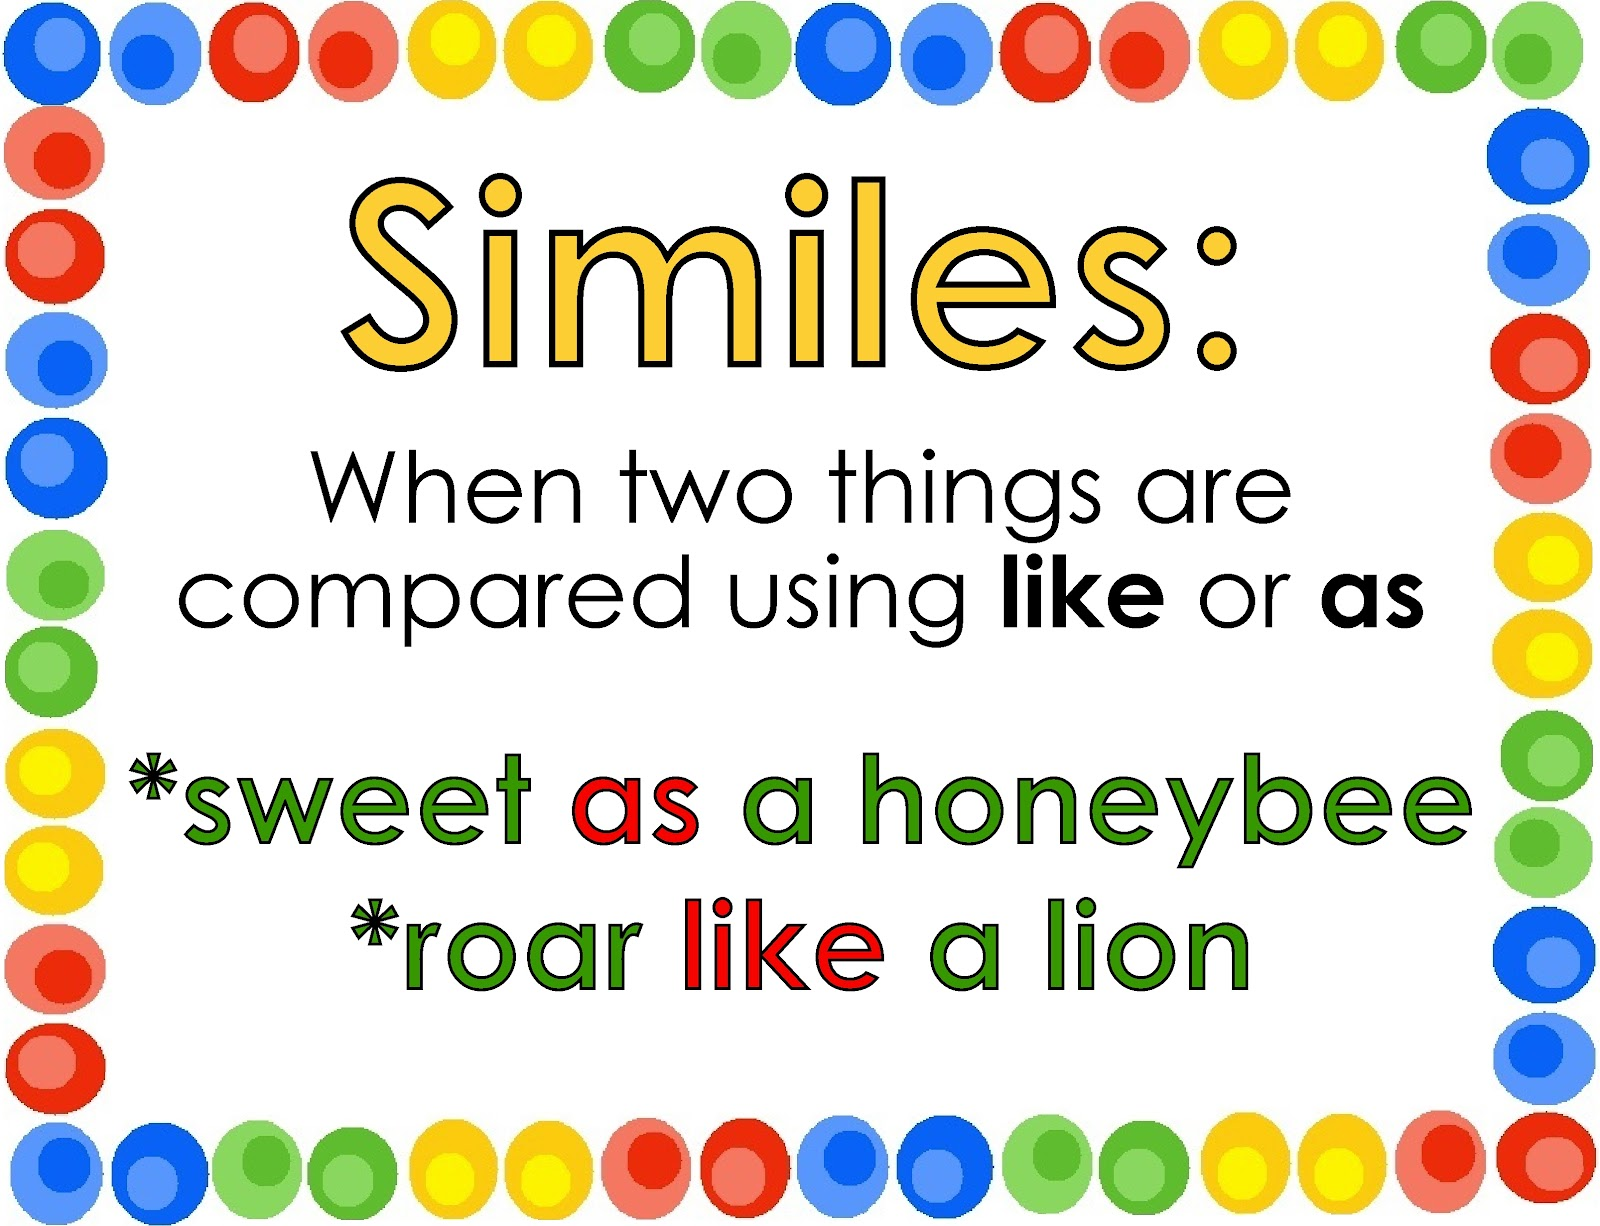 Similes:
When two things are
compared using like or as
*sweet as a honeybee
*roar like a lion